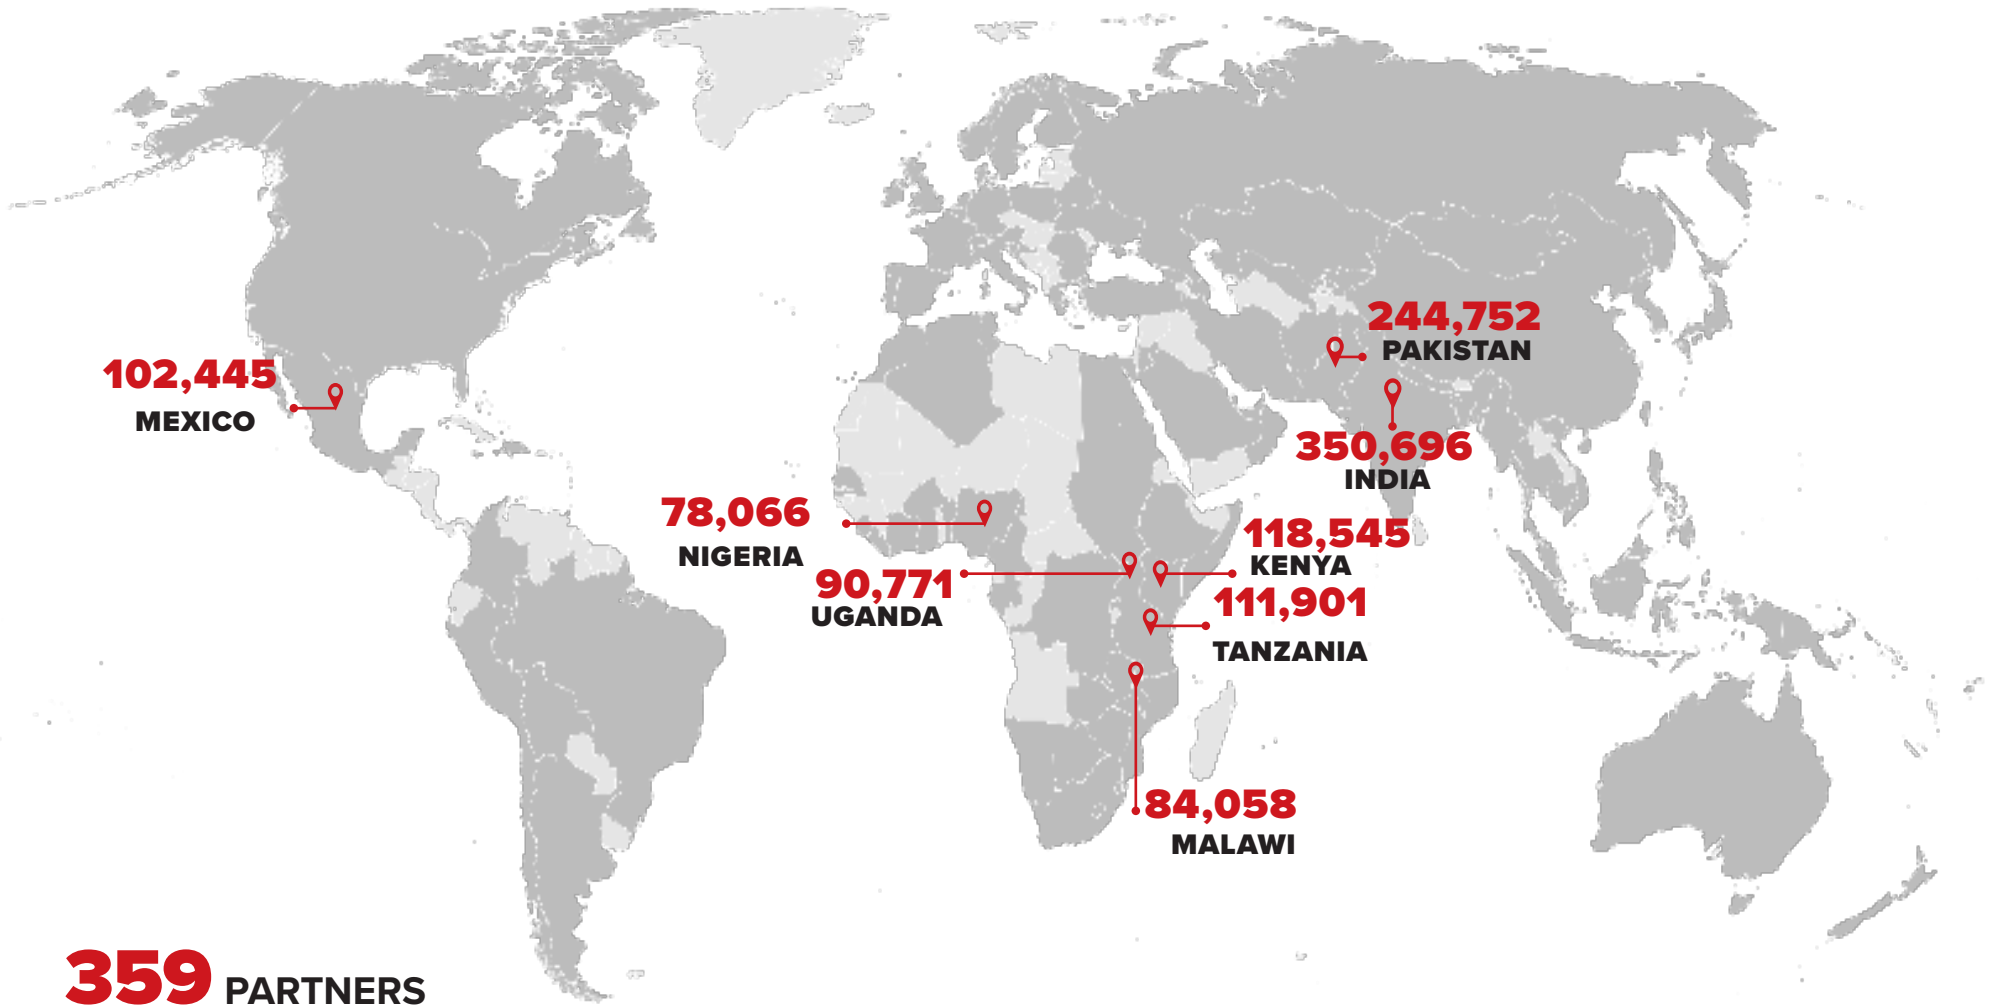 244,752
PAKISTAN
102,445
MEXICO
350,696
INDIA
78,066
NIGERIA
118,545
KENYA
90,771
UGANDA
111,901
TANZANIA
84,058
MALAWI
359 PARTNERS